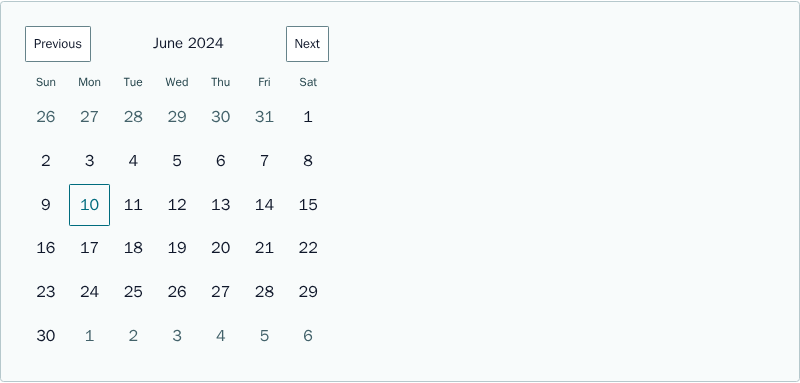 Previous June 2024 Next
Sun Mon Tue Wed Thu Fri Sat
26 27 28 29 30 31 1
2 3 4 5 6 7 8
9 10 11 12 13 14 15
16 17 18 19 20 21 22
23 24 25 26 27 28 29
30 1 2 3 4 5 6